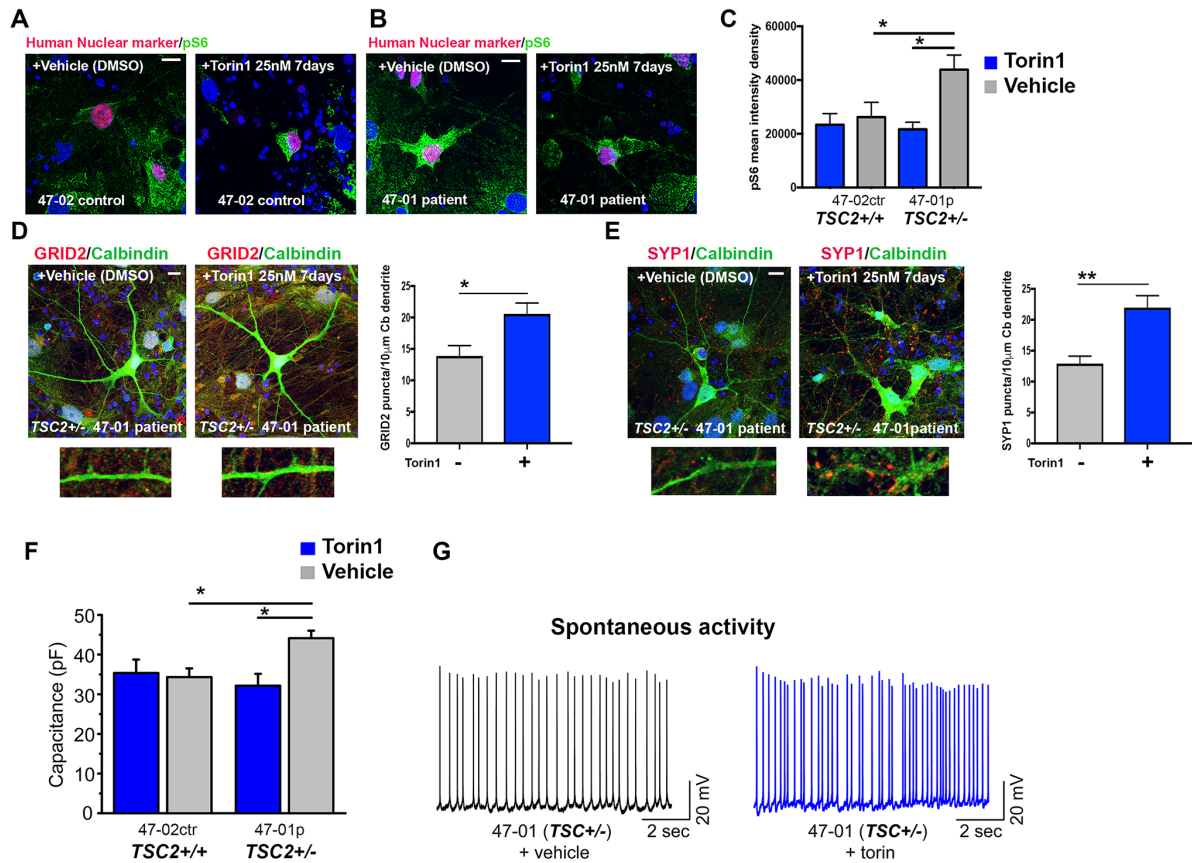 A
Human Nuclear marker/pS6
+Vehicle (DMSO)
47-02 control
+Torin1 25nM 7days
47-02 control
B
Human Nuclear marker/pS6
+Vehicle (DMSO)
47-01 patient
+Torin1 25nM 7days
47-01 patient
C
pS6 mean intensity density
60000
40000
20000
0
*
*
Torin1
Vehicle
47-02ctr
TSC2+/+
47-01p
TSC2+/-
D
GRID2/Calbindin
+Vehicle (DMSO)
TSC2+/- 47-01 patient
GRID2/Calbindin
+Torin1 25nM 7days
TSC2+/- 47-01 patient
GRID2 puncta/10µm Cb dendrite
25
20
15
10
5
0
*
Torin1 - +
E
SYP1/Calbindin
+Vehicle (DMSO)
TSC2+/- 47-01 patient
SYP1/Calbindin
+Torin1 25nM 7days
TSC2+/- 47-01patient
SYP1 puncta/10µm Cb dendrite
25
20
15
10
5
0
**
Torin1 - +
F
Torin1
Vehicle
Capacitance (pF)
50
40
30
40
10
0
*
*
47-02ctr
TSC2+/+
47-01p
TSC2+/-
G
Spontaneous activity
20 mV
2 sec
47-01 (TSC+/-)
+ vehicle
20 mV
2 sec
47-01 (TSC+/-)
+ torin